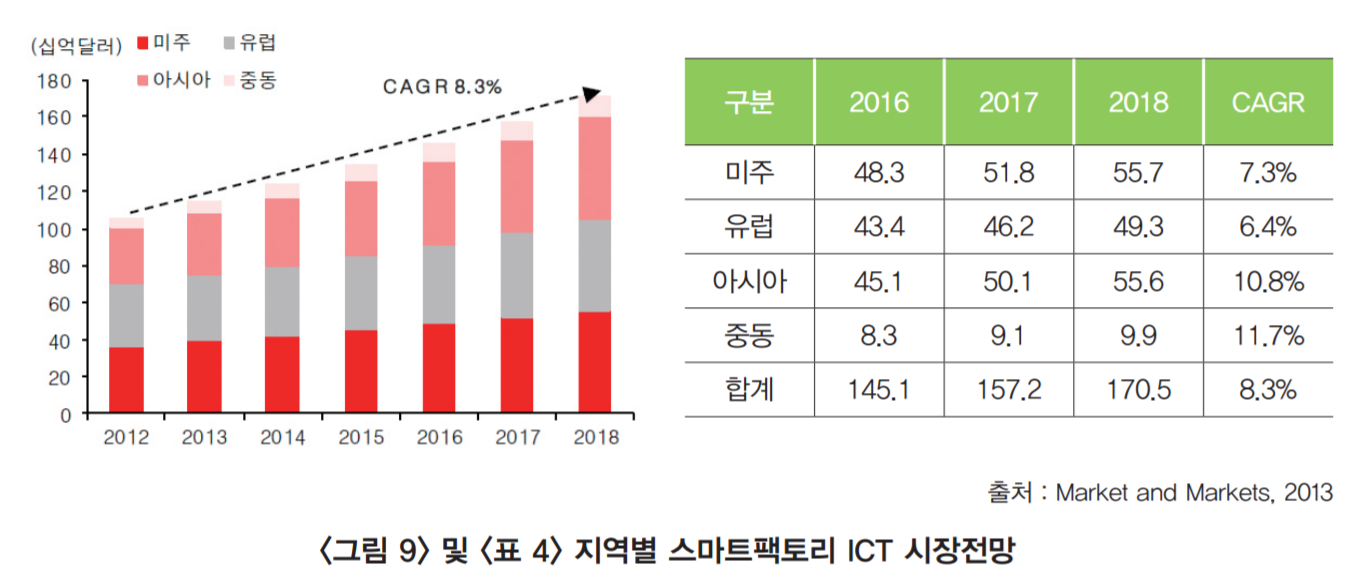 (십억달러) 미주 유럽
아시아 중동
CAGR 8.3%
180
160
140
120
100
80
60
40
20
0
2012 2013 2014 2015 2016 2017 2018
구분 2016 2017 2018 CAGR
미주 48.3 51.8 55.7 7.3%
유럽 43.4 46.2 49.3 6.4%
아시아 45.1 50.1 55.6 10.8%
중동 8.3 9.1 9.9 11.7%
합계 145.1 157.2 170.5 8.3%
출처 : Market and Markets, 2013
〈그림 9〉 및 〈표 4〉 지역별 스마트팩토리 ICT 시장전망